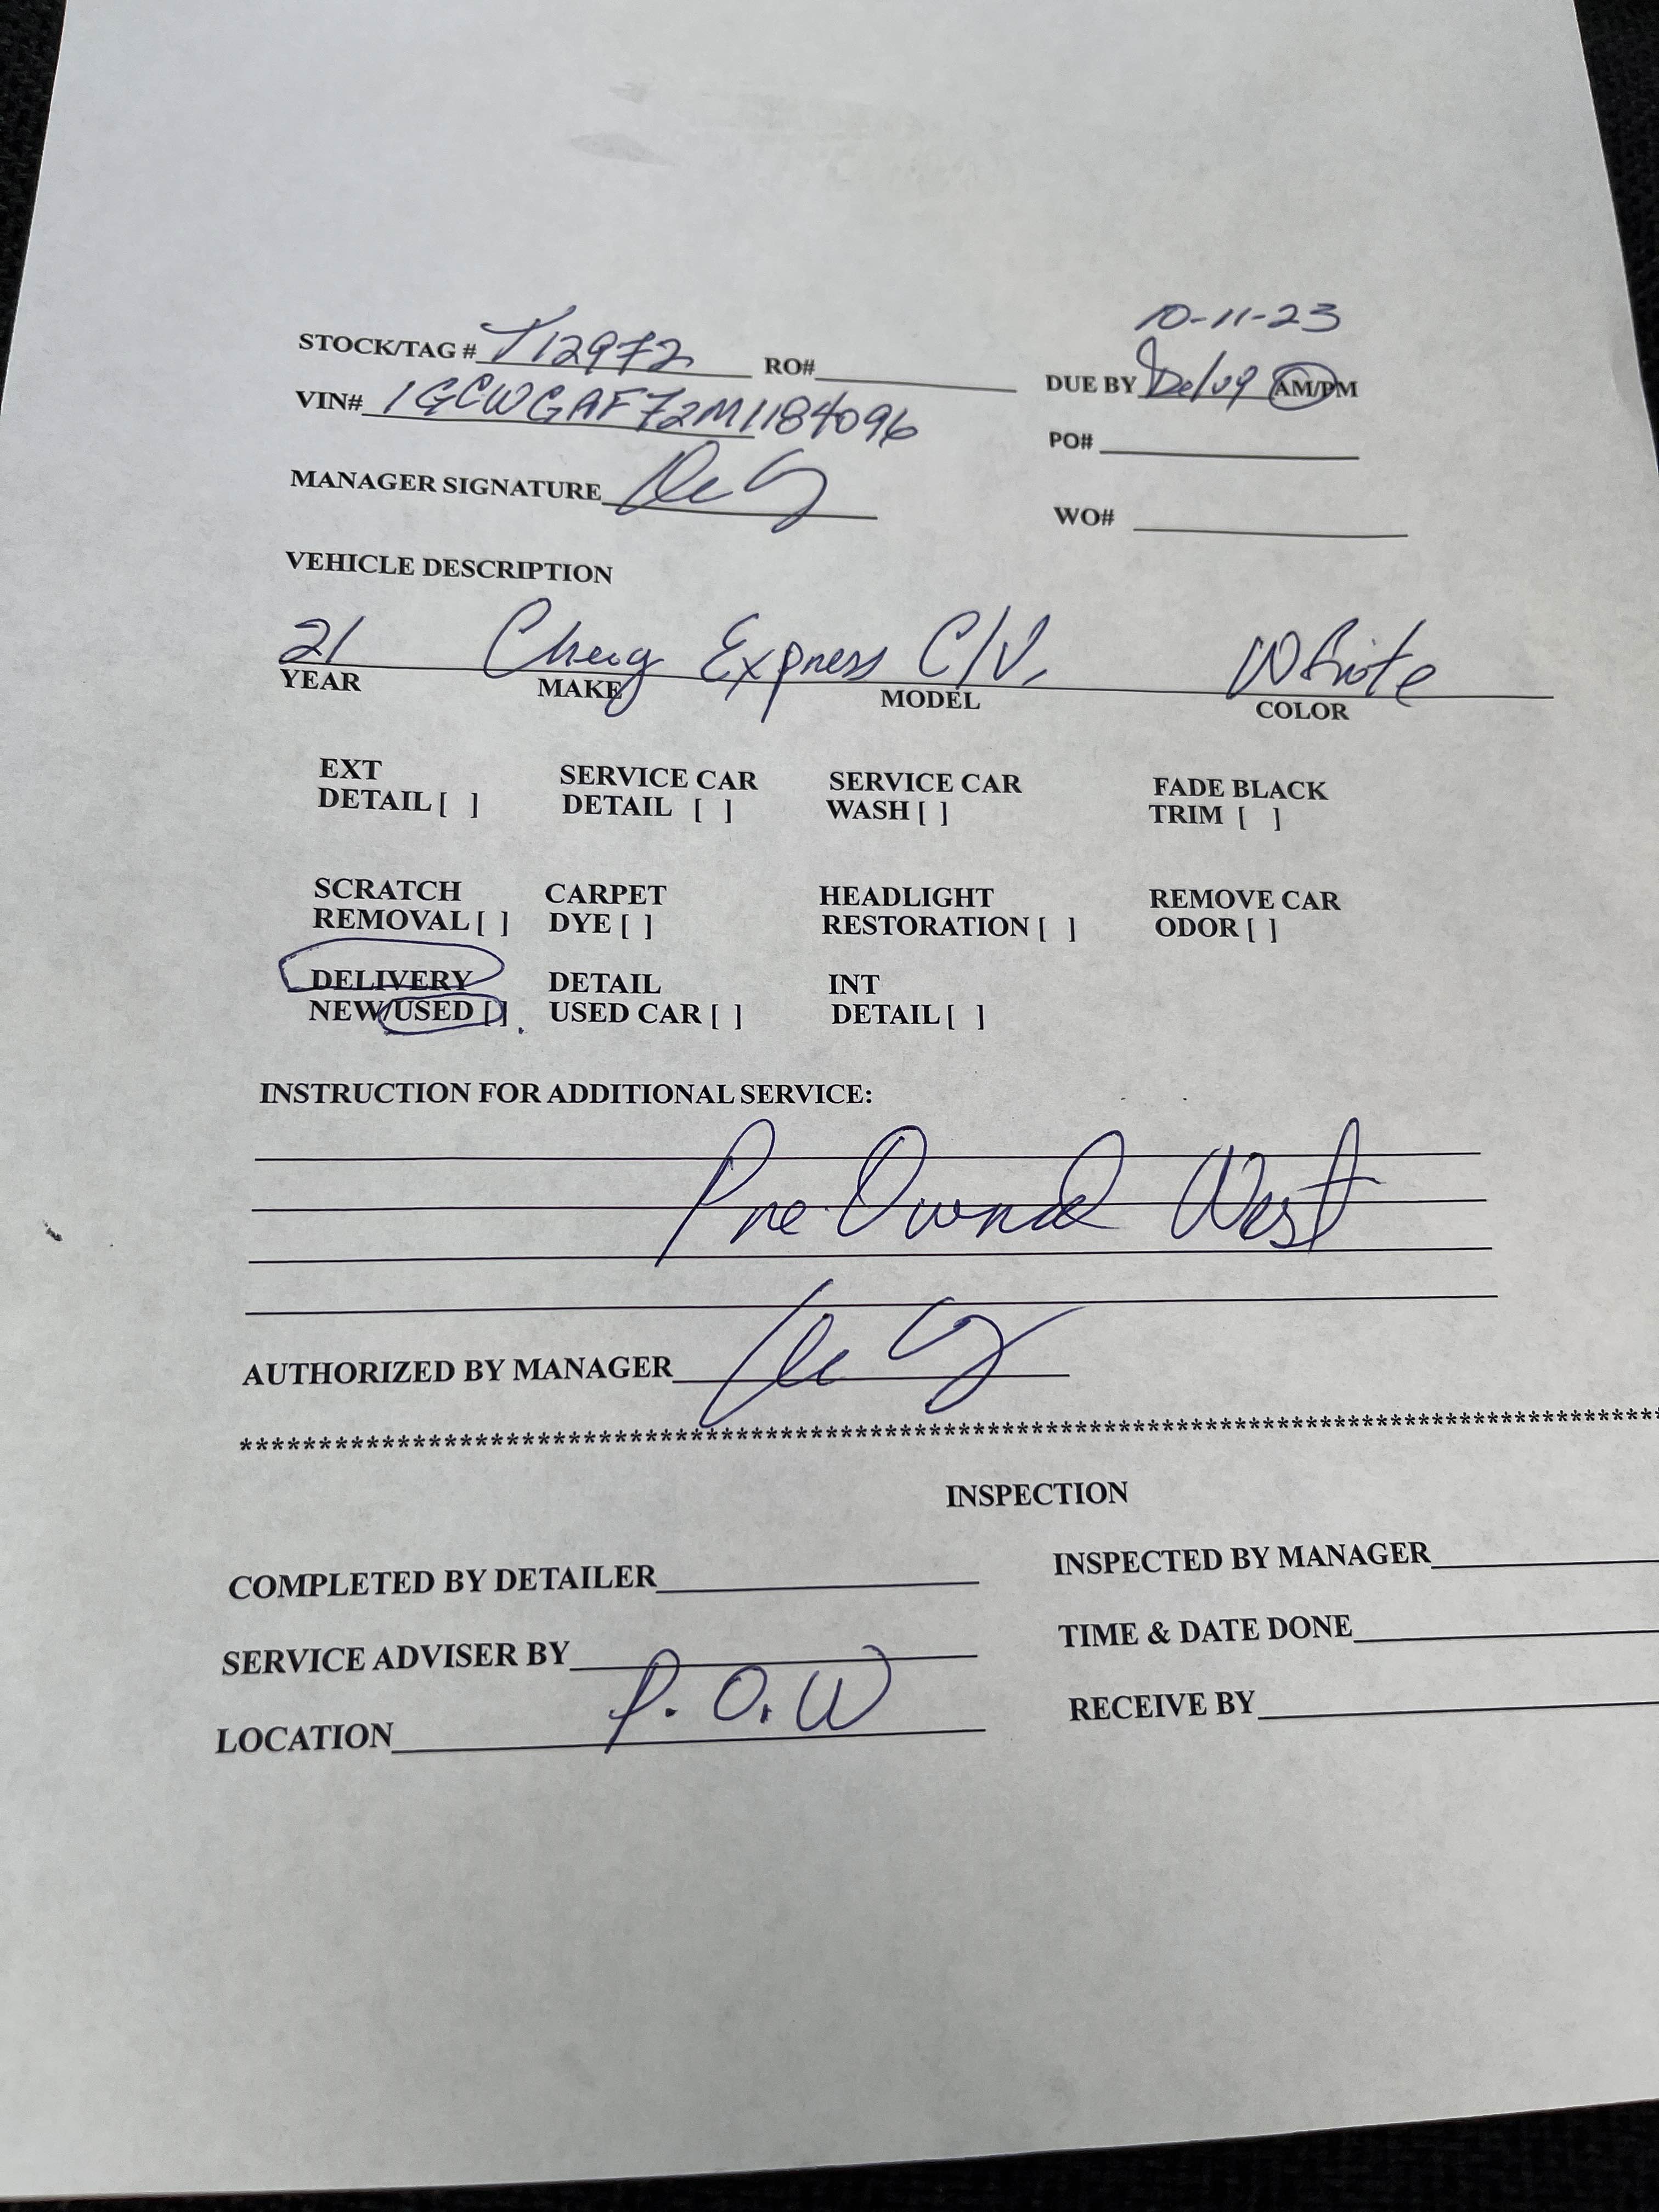 10-11-23
STOCK/TAG # T12972 RO# DUE BY Delvy AM/PM
VIN# 1GCWGAF72M1184096
PO#
MANAGER SIGNATURE
WO#
VEHICLE DESCRIPTION
21 Chevy Express C/V. White
YEAR MAKE MODEL COLOR
EXT SERVICE CAR SERVICE CAR FADE BLACK
DETAIL [ ] DETAIL [ ] WASH [ ] TRIM [ ]
SCRATCH CARPET HEADLIGHT REMOVE CAR
REMOVAL [ ] DYE [ ] RESTORATION [ ] ODOR [ ]
DELIVERY DETAIL INT
NEW/USED [ ] USED CAR [ ] DETAIL [ ]
INSTRUCTION FOR ADDITIONAL SERVICE:
Pre-Owned West
AUTHORIZED BY MANAGER
INSPECTION
COMPLETED BY DETAILER INSPECTED BY MANAGER
SERVICE ADVISER BY TIME & DATE DONE
LOCATION P.O.W RECEIVE BY